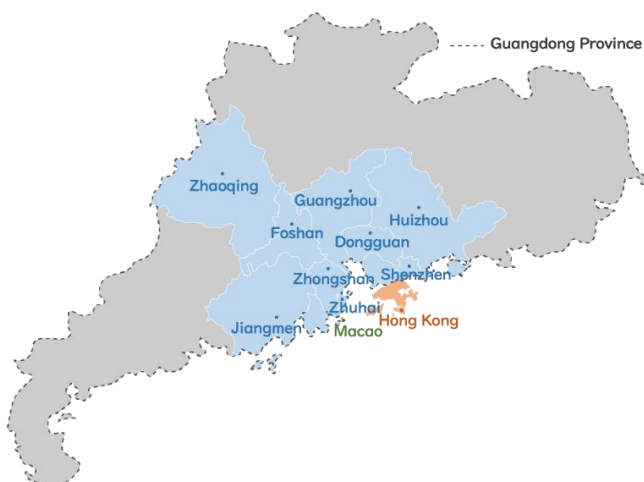 Guangdong Province
Zhaoqing
Guangzhou
Huizhou
Foshan
Dongguan
Zhongshan
Shenzhen
Zhuhai
Jiangmen
Hong Kong
Macao